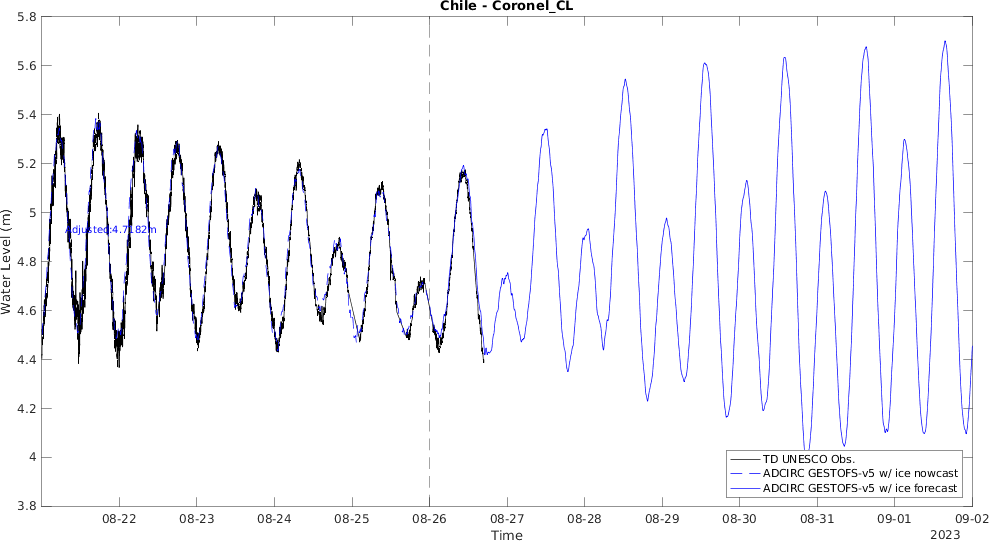 Chile - Coronel_CL
5.8
5.6
5.4
5.2
5
4.8
4.6
4.4
4.2
4
3.8
Water Level (m)
Adjusted:4.7182m
TD UNESCO Obs.
ADCIRC GESTOFS-v5 w/ ice nowcast
ADCIRC GESTOFS-v5 w/ ice forecast
08-22 08-23 08-24 08-25 08-26 08-27 08-28 08-29 08-30 08-31 09-01 09-02
Time
2023